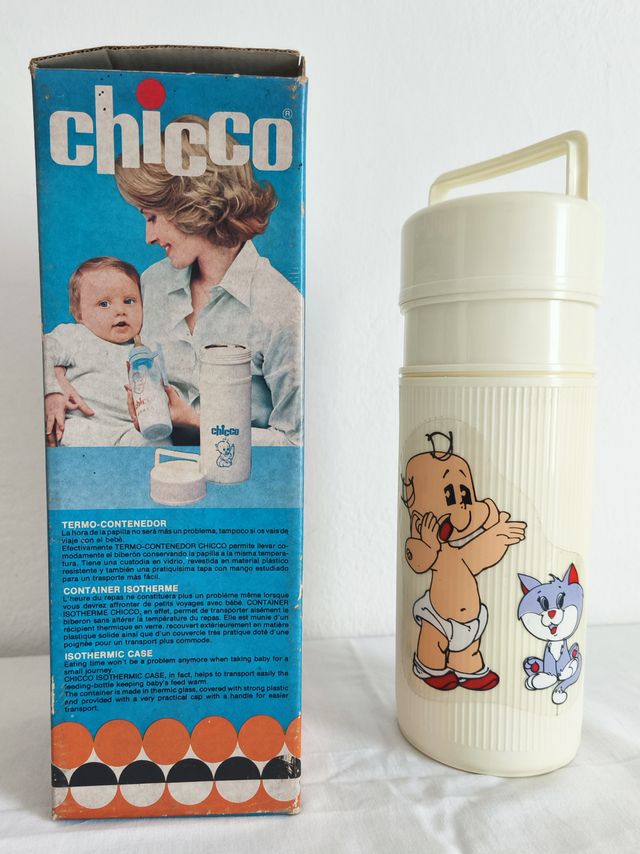 chicco®
chicco
TERMO-CONTENEDOR
La hora de la papilla no será más un problema, tampoco si os vais de
viaje con el bebé.
Efectivamente TERMO-CONTENEDOR CHICCO permite llevar co-
modamente el biberón conservando la papilla a la misma tempera-
tura. Tiene una custodia en vidrio, revestida en material plástico
resistente y también una pratiquísima tapa con mango estudiado
para un trasporte más fácil.
CONTAINER ISOTHERME
L'heure du repas ne constituera plus un problème même lorsque
vous devrez affronter de petits voyages avec bébé. CONTAINER
ISOTHERME CHICCO, en effet, permet de transporter aisément le
biberon sans altérer la température du repas. Elle est munie d'un
récipient thermique en verre, recouvert extérieurement en matière
plastique solide ainsi que d'un couvercle très pratique doté d'une
poignée pour un transport plus commode.
ISOTHERMIC CASE
Eating time won't be a problem anymore when taking baby for a
small journey.
CHICCO ISOTHERMIC CASE, in fact, helps to transport easily the
feeding-bottle keeping baby's feed warm.
The container is made in thermic glass, covered with strong plastic
and provided with a very practical cap with a handle for easier
transport.